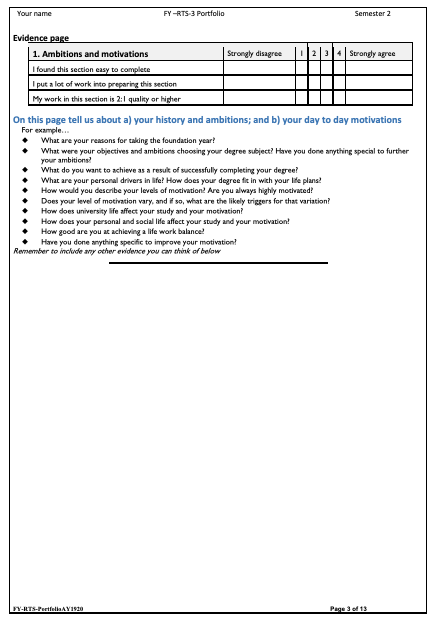 Your name FY –RTS-3 Portfolio Semester 2
Evidence page
1. Ambitions and motivations Strongly disagree 1 2 3 4 Strongly agree
I found this section easy to complete
I put a lot of work into preparing this section
My work in this section is 2:1 quality or higher
On this page tell us about a) your history and ambitions; and b) your day to day motivations
For example…
◆ What are your reasons for taking the foundation year?
◆ What were your objectives and ambitions choosing your degree subject? Have you done anything special to further
your ambitions?
◆ What do you want to achieve as a result of successfully completing your degree?
◆ What are your personal drivers in life? How does your degree fit in with your life plans?
◆ How would you describe your levels of motivation? Are you always highly motivated?
◆ Does your level of motivation vary, and if so, what are the likely triggers for that variation?
◆ How does university life affect your study and your motivation?
◆ How does your personal and social life affect your study and your motivation?
◆ How good are you at achieving a life work balance?
◆ Have you done anything specific to improve your motivation?
Remember to include any other evidence you can think of below
FY-RTS-PortfolioAY1920 Page 3 of 13